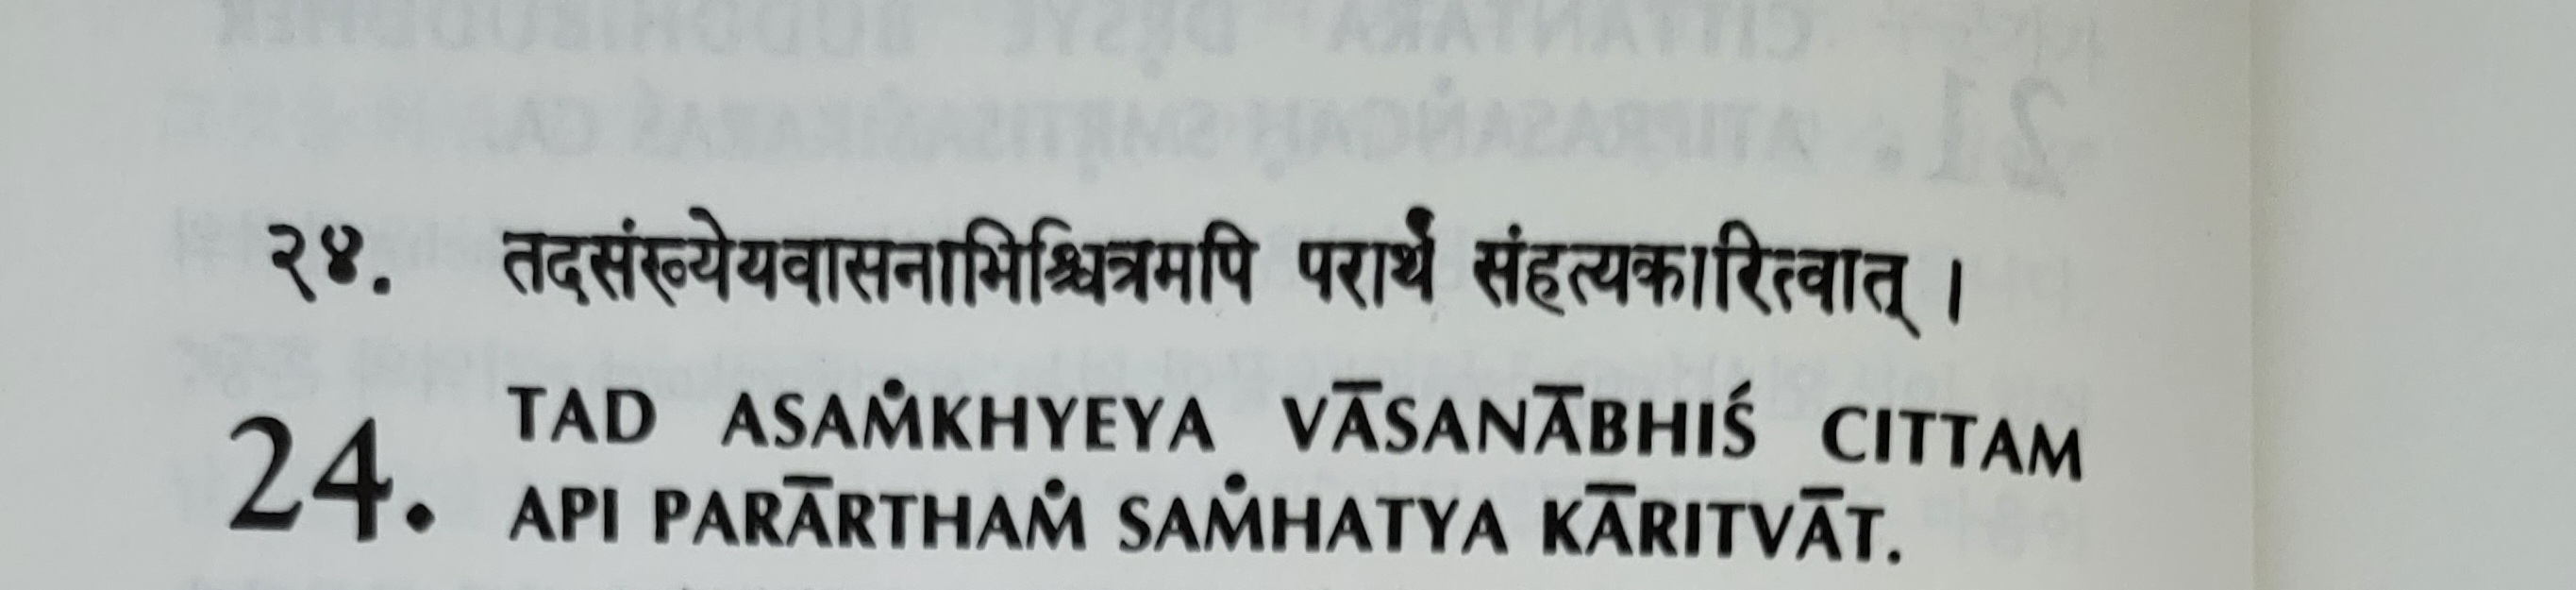 २४. तदसंख्येयवासनाभिश्चित्रमपि परार्थं संहत्यकारित्वात् ।
24. TAD ASAṀKHYEYA VĀSANĀBHIŚ CITTAM
API PARĀRTHAṀ SAṀHATYA KĀRITVĀT.